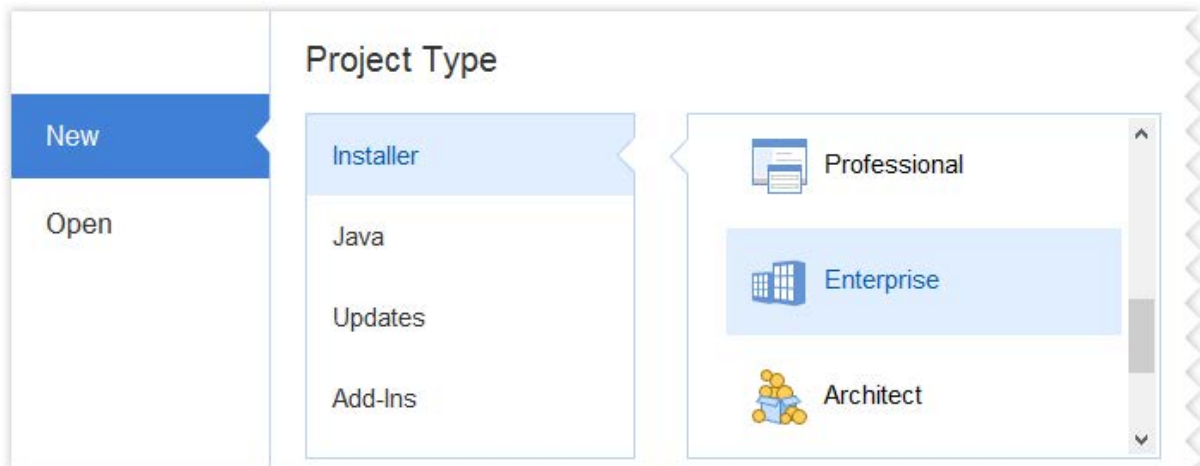 Project Type
New
Open
Installer
Java
Updates
Add-Ins
Professional
Enterprise
Architect